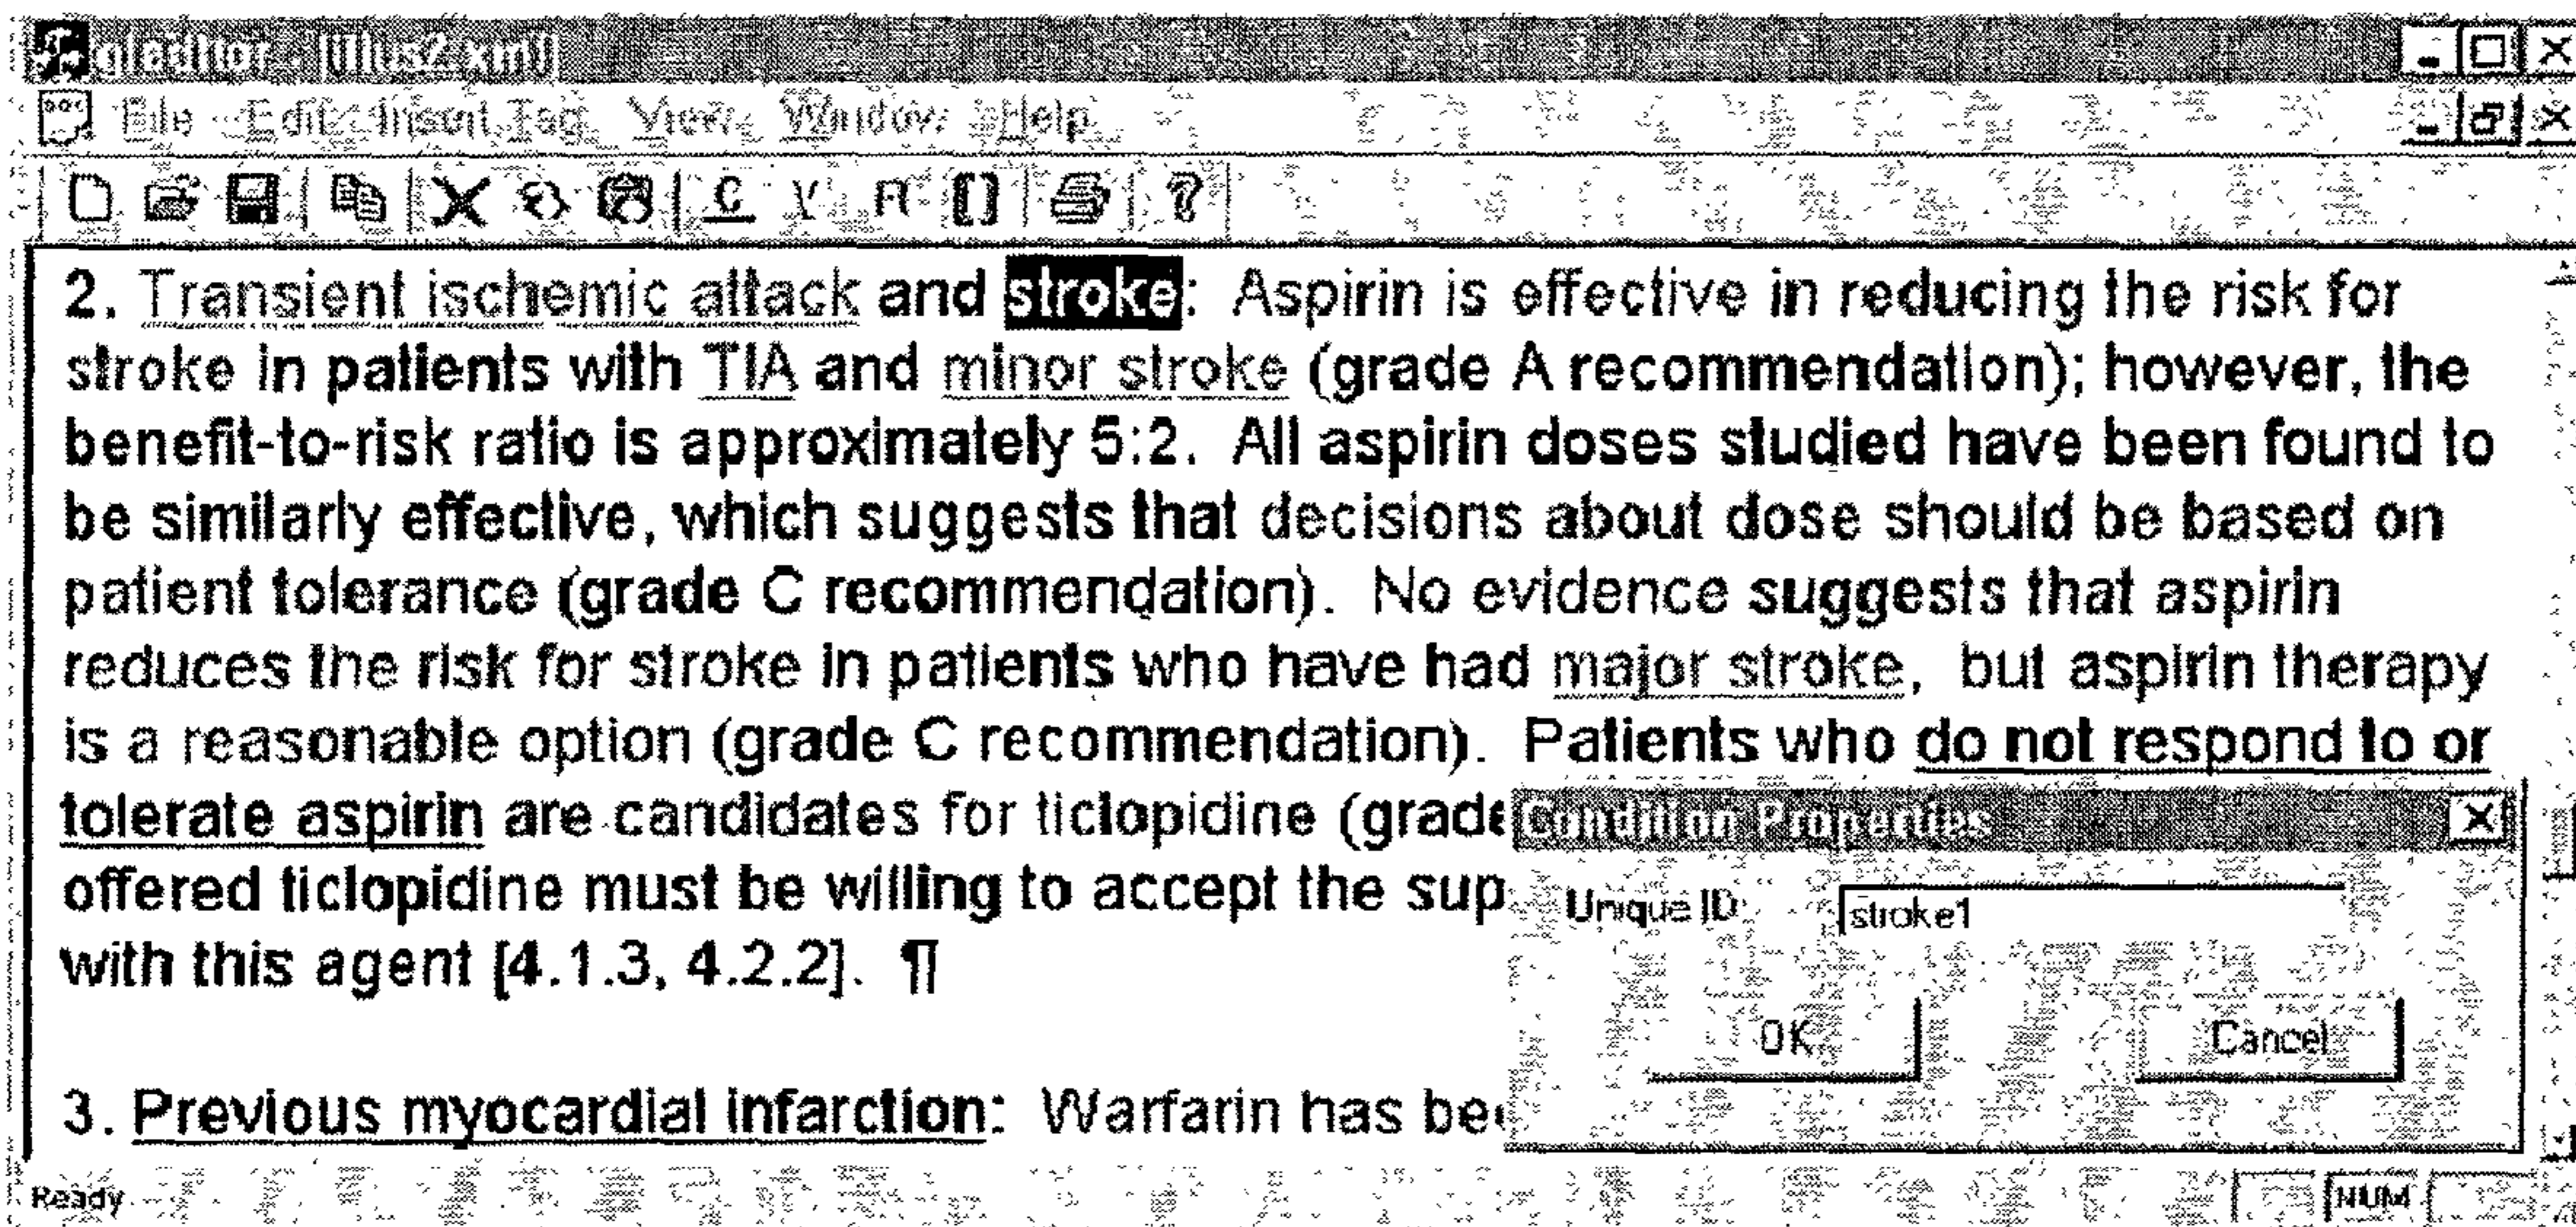 gleditor - [illus2.xml]
File Edit Insert Tag View Window Help
C V R [] ?
2. Transient ischemic attack and stroke: Aspirin is effective in reducing the risk for
stroke in patients with TIA and minor stroke (grade A recommendation); however, the
benefit-to-risk ratio is approximately 5:2. All aspirin doses studied have been found to
be similarly effective, which suggests that decisions about dose should be based on
patient tolerance (grade C recommendation). No evidence suggests that aspirin
reduces the risk for stroke in patients who have had major stroke, but aspirin therapy
is a reasonable option (grade C recommendation). Patients who do not respond to or
tolerate aspirin are candidates for ticlopidine (grade
offered ticlopidine must be willing to accept the sup
with this agent [4.1.3, 4.2.2]. ¶
3. Previous myocardial infarction: Warfarin has bee
Condition Properties
Unique ID: stroke1
OK Cancel
Ready NUM